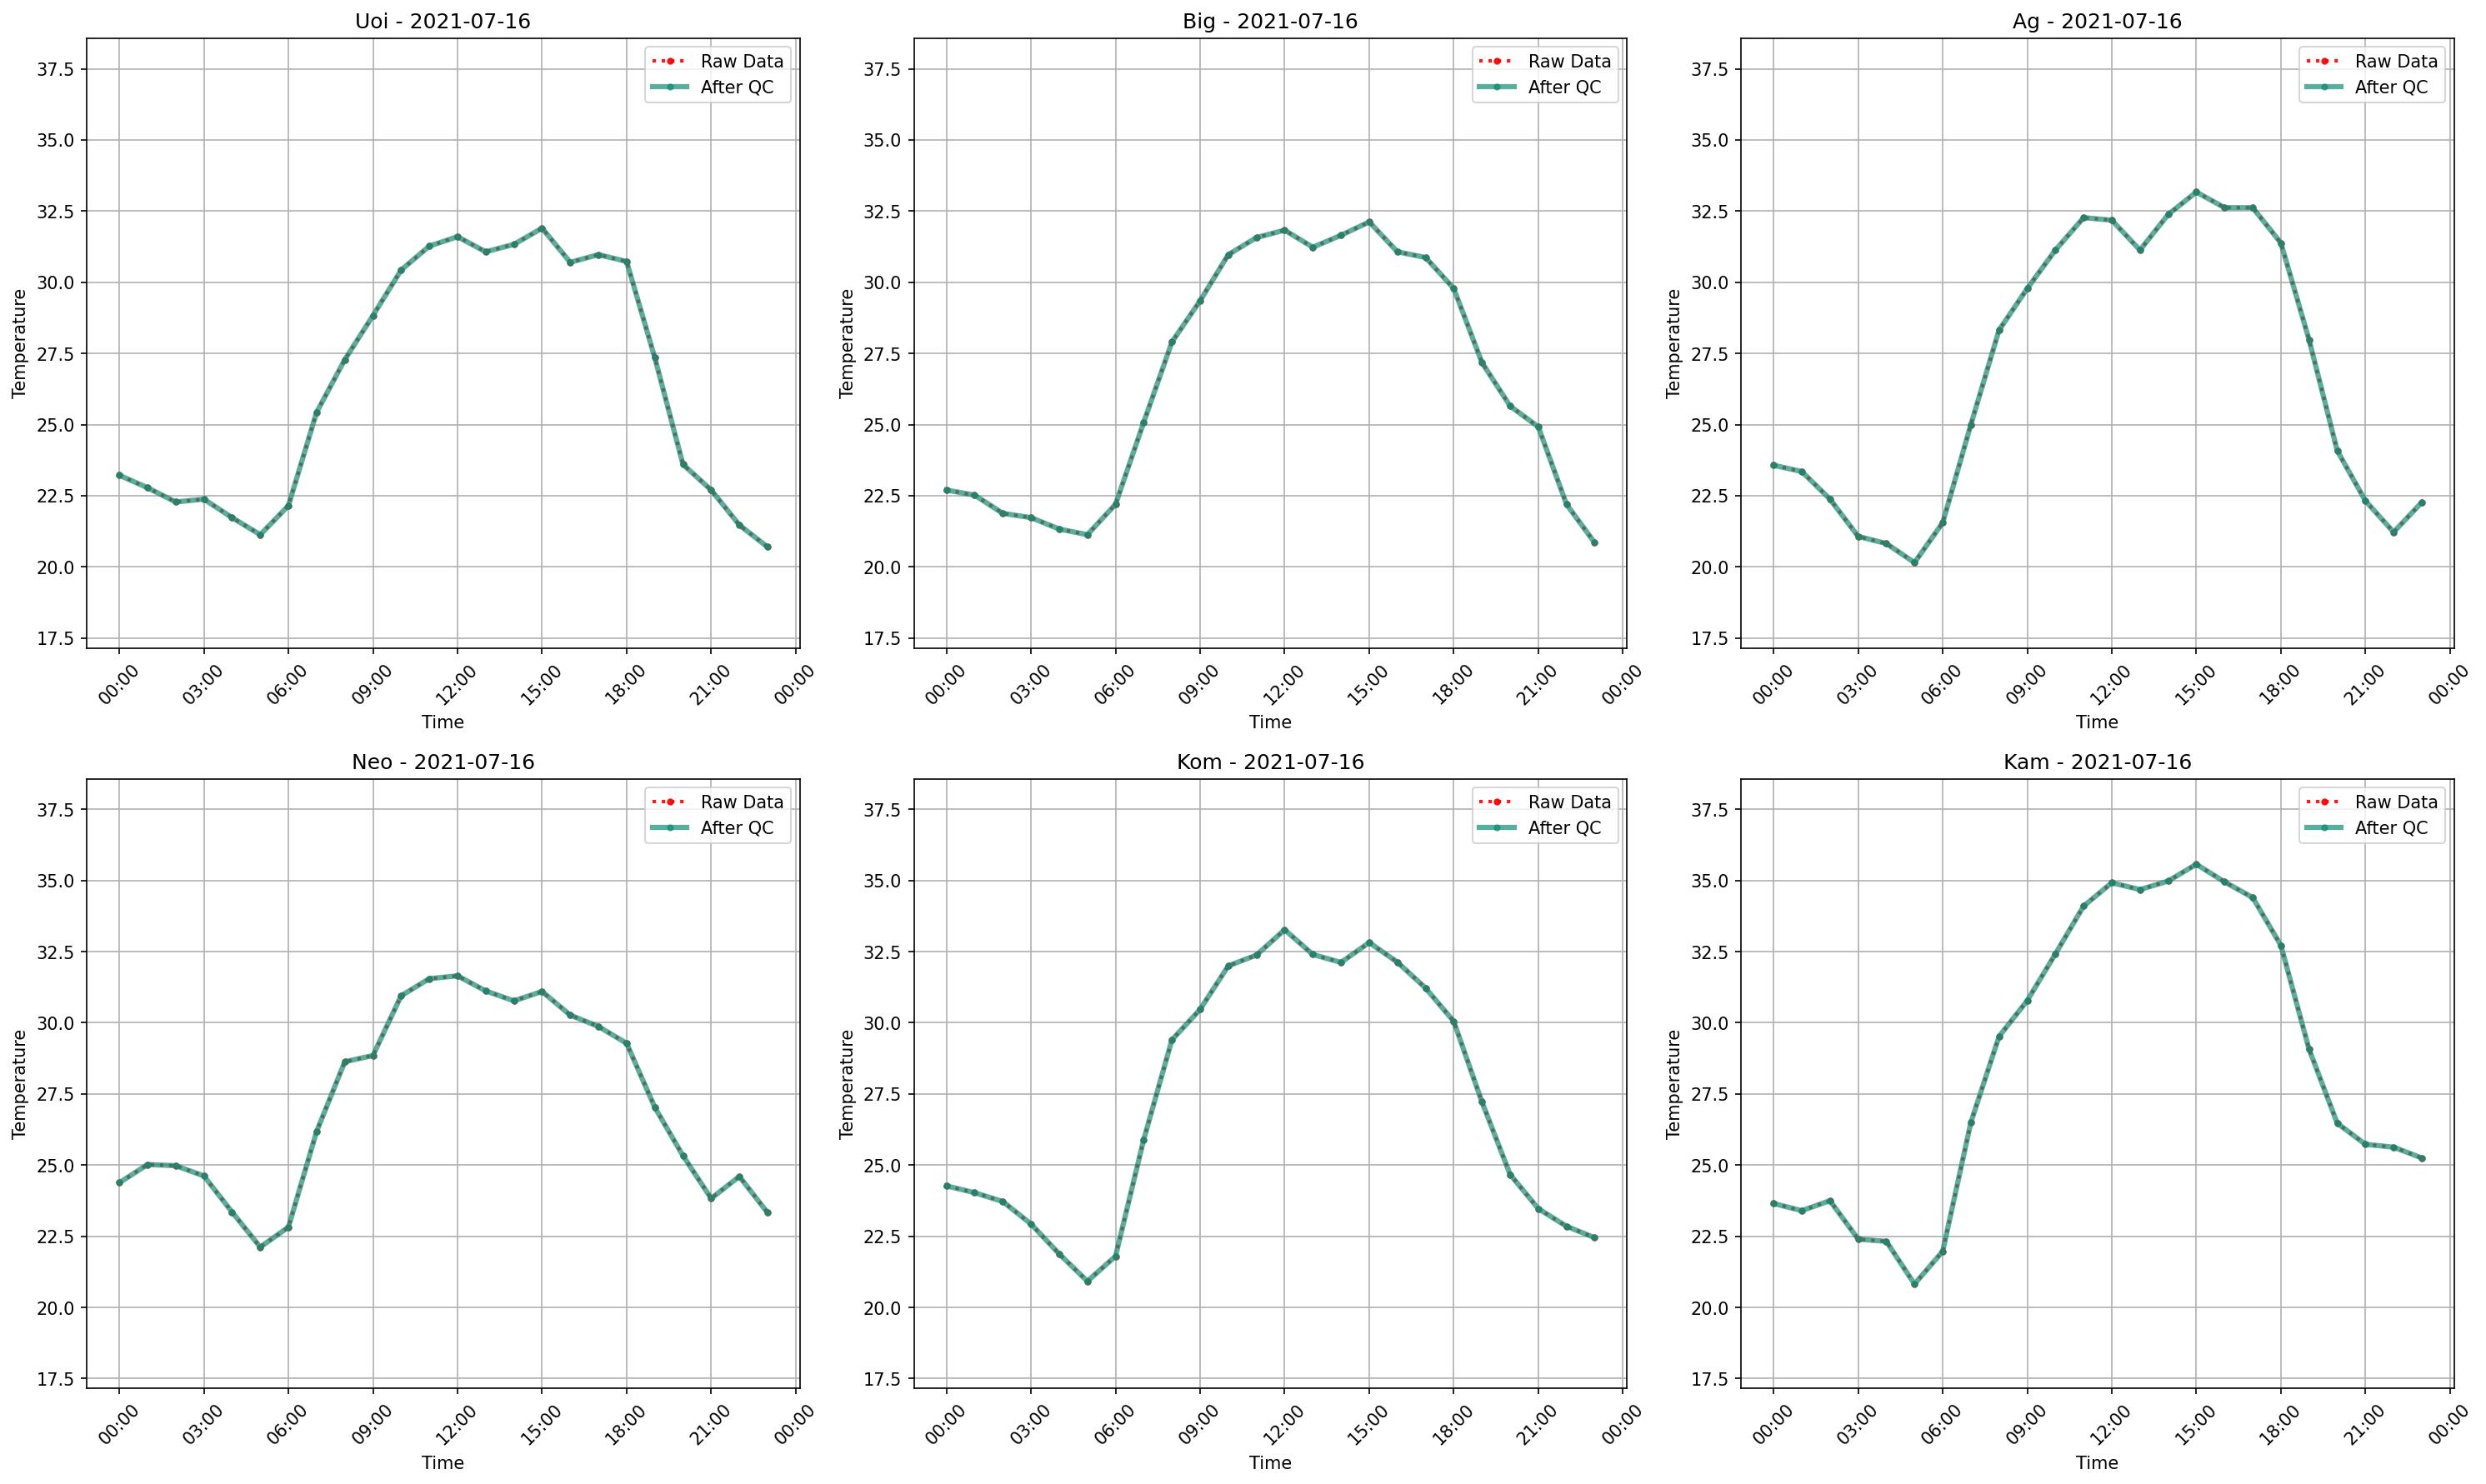 Uoi - 2021-07-16
Raw Data
After QC
37.5
35.0
32.5
30.0
27.5
25.0
22.5
20.0
17.5
Temperature
00:00 03:00 06:00 09:00 12:00 15:00 18:00 21:00 00:00
Time
Big - 2021-07-16
Raw Data
After QC
37.5
35.0
32.5
30.0
27.5
25.0
22.5
20.0
17.5
Temperature
00:00 03:00 06:00 09:00 12:00 15:00 18:00 21:00 00:00
Time
Ag - 2021-07-16
Raw Data
After QC
37.5
35.0
32.5
30.0
27.5
25.0
22.5
20.0
17.5
Temperature
00:00 03:00 06:00 09:00 12:00 15:00 18:00 21:00 00:00
Time
Neo - 2021-07-16
Raw Data
After QC
37.5
35.0
32.5
30.0
27.5
25.0
22.5
20.0
17.5
Temperature
00:00 03:00 06:00 09:00 12:00 15:00 18:00 21:00 00:00
Time
Kom - 2021-07-16
Raw Data
After QC
37.5
35.0
32.5
30.0
27.5
25.0
22.5
20.0
17.5
Temperature
00:00 03:00 06:00 09:00 12:00 15:00 18:00 21:00 00:00
Time
Kam - 2021-07-16
Raw Data
After QC
37.5
35.0
32.5
30.0
27.5
25.0
22.5
20.0
17.5
Temperature
00:00 03:00 06:00 09:00 12:00 15:00 18:00 21:00 00:00
Time